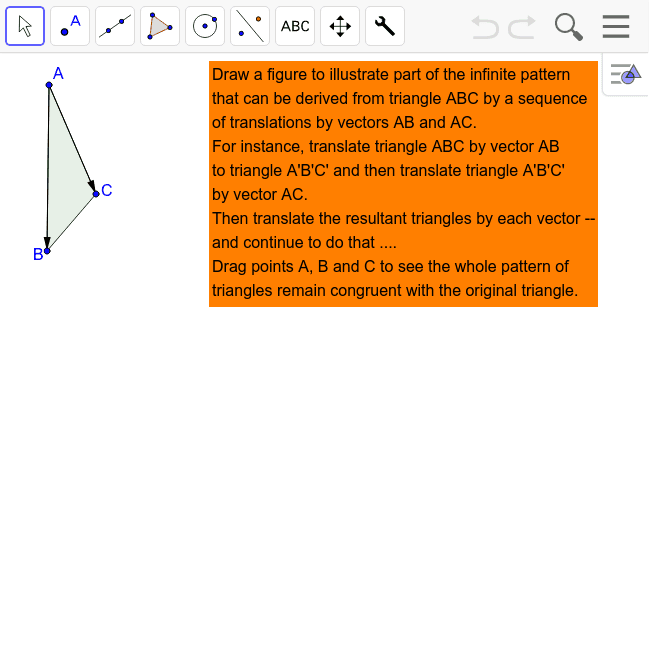 A
ABC
A
C
B
Draw a figure to illustrate part of the infinite pattern
that can be derived from triangle ABC by a sequence
of translations by vectors AB and AC.
For instance, translate triangle ABC by vector AB
to triangle A'B'C' and then translate triangle A'B'C'
by vector AC.
Then translate the resultant triangles by each vector --
and continue to do that ....
Drag points A, B and C to see the whole pattern of
triangles remain congruent with the original triangle.